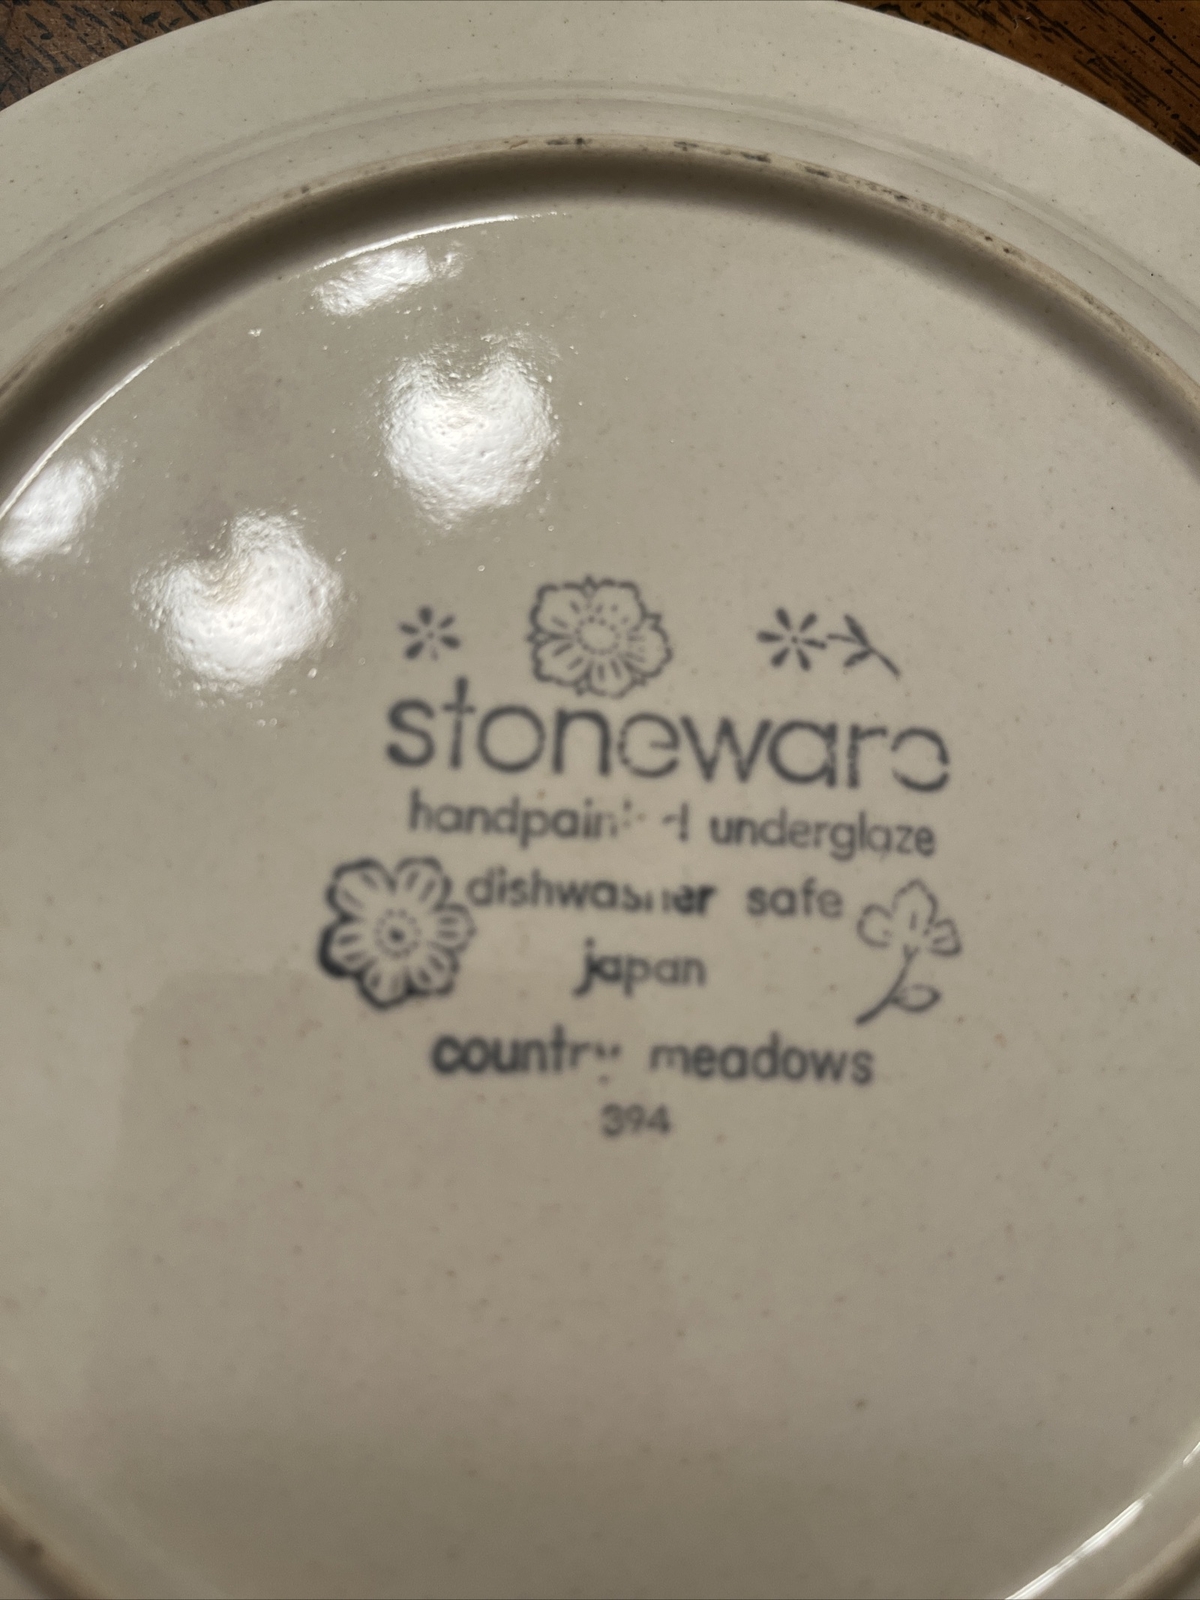 stoneware
handpainted underglaze
dishwasher safe
japan
country meadows
394